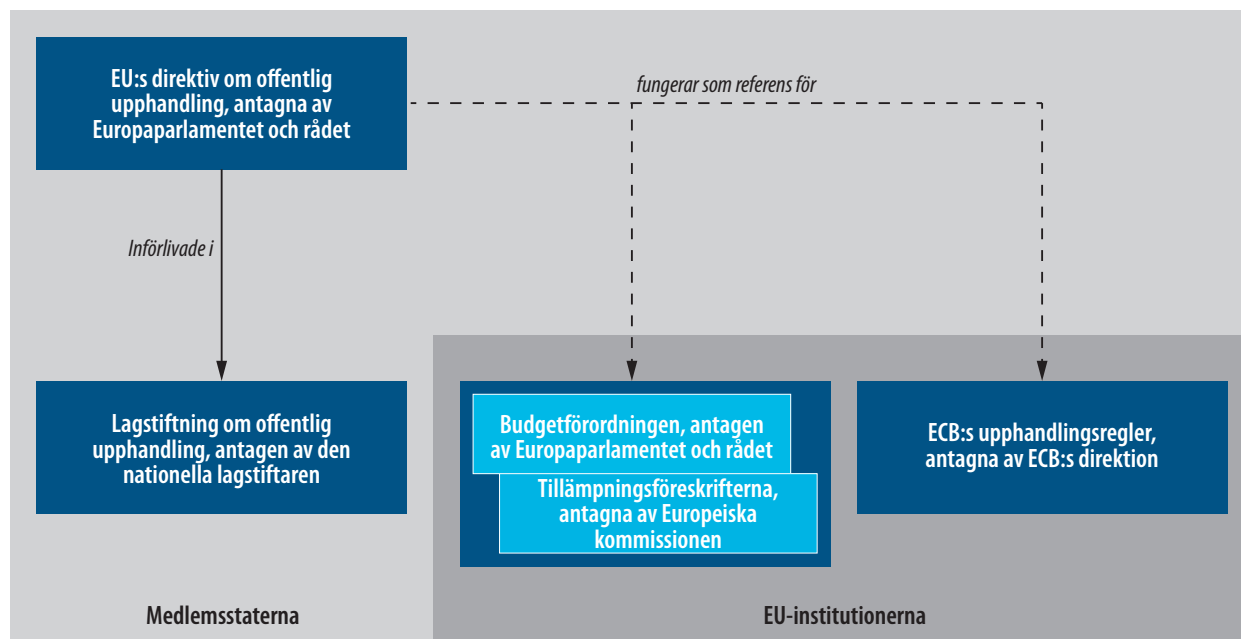 EU:s direktiv om offentlig
upphandling, antagna av
Europaparlamentet och rådet
fungerar som referens för
Införlivade i
Lagstiftning om offentlig
upphandling, antagen av den
nationella lagstiftaren
Budgetförordningen, antagen
av Europaparlamentet och rådet
Tillämpningsföreskrifterna,
antagna av Europeiska
kommissionen
ECB:s upphandlingsregler,
antagna av ECB:s direktion
Medlemsstaterna
EU-institutionerna